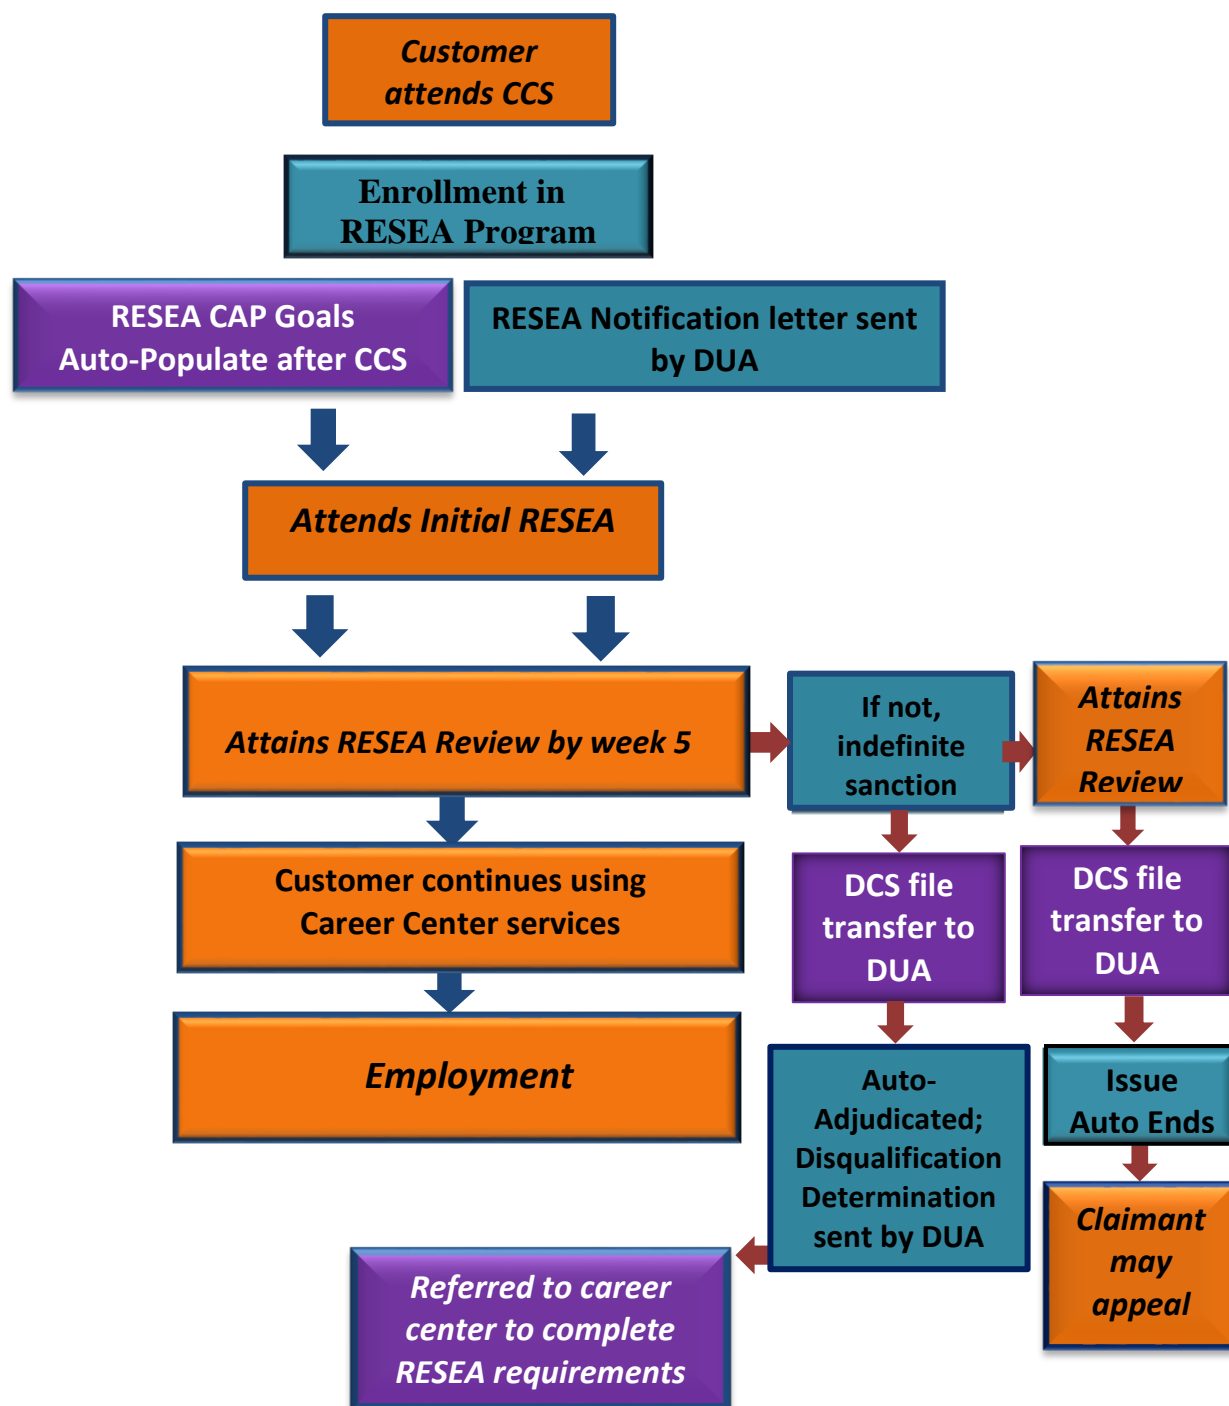 Customer
attends CCS
Enrollment in
RESEA Program
RESEA CAP Goals
Auto-Populate after CCS
RESEA Notification letter sent
by DUA
Attends Initial RESEA
Attains RESEA Review by week 5
If not,
indefinite
sanction
Attains
RESEA
Review
Customer continues using
Career Center services
DCS file
transfer to
DUA
DCS file
transfer to
DUA
Employment
Auto-
Adjudicated;
Disqualification
Determination
sent by DUA
Issue
Auto Ends
Claimant
may
appeal
Referred to career
center to complete
RESEA requirements